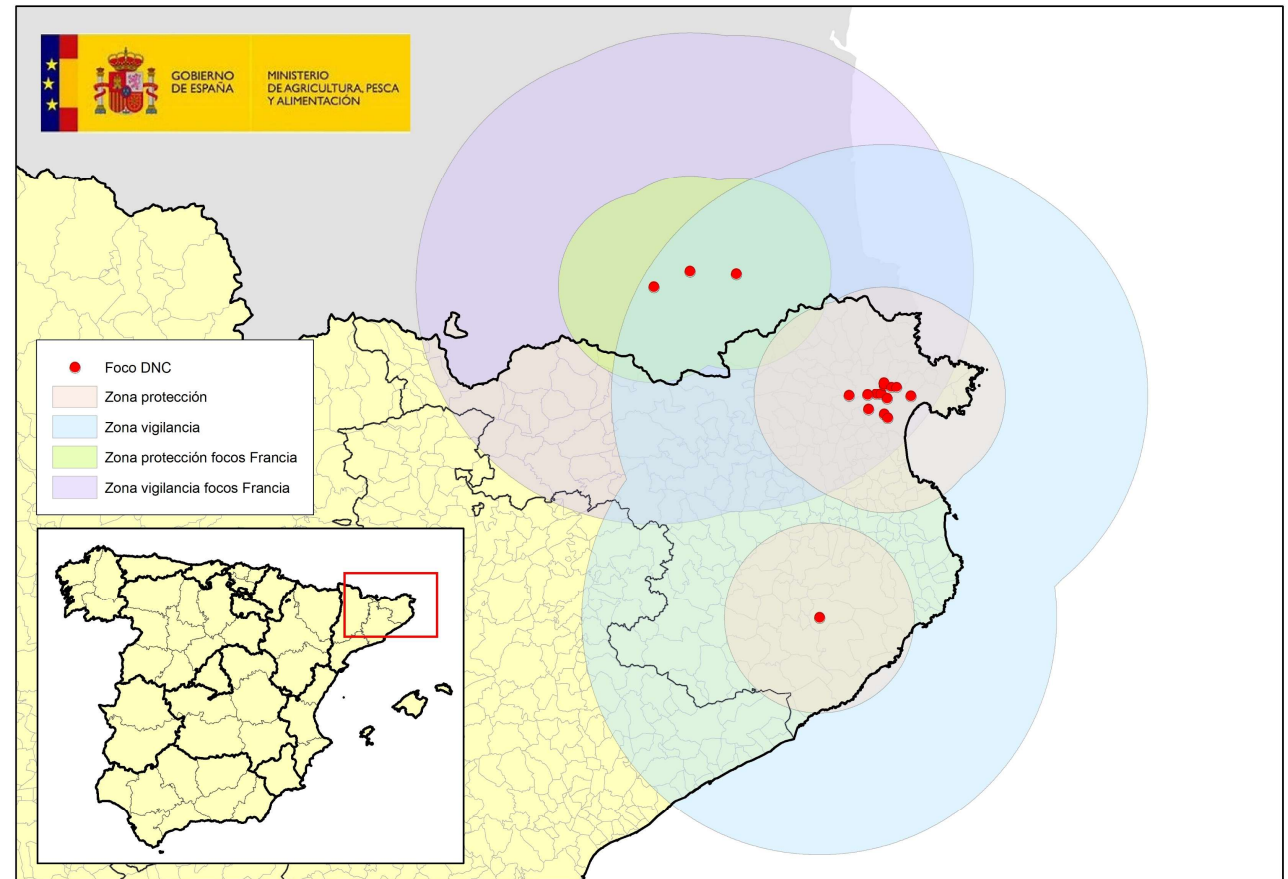 GOBIERNO
DE ESPAÑA
MINISTERIO
DE AGRICULTURA, PESCA
Y ALIMENTACIÓN
Foco DNC
Zona protección
Zona vigilancia
Zona protección focos Francia
Zona vigilancia focos Francia